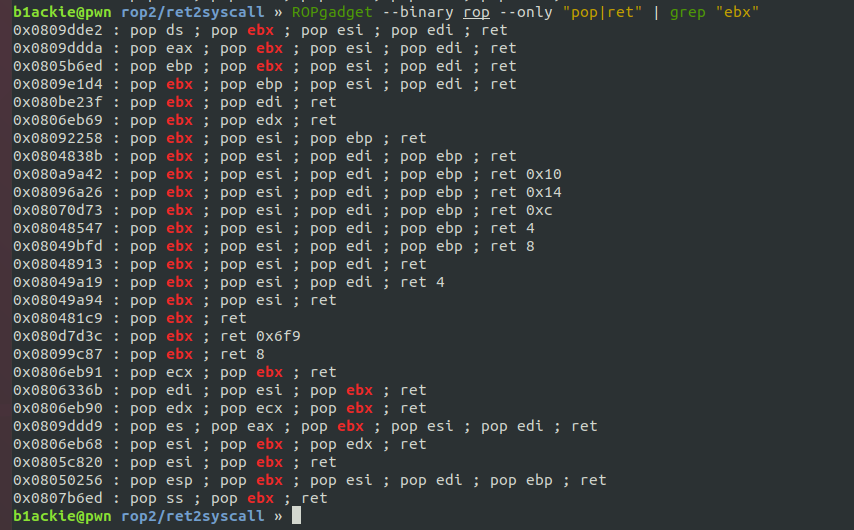 b1ackie@pwn rop2/ret2syscall » ROPgadget --binary rop --only "pop|ret" | grep "ebx"
0x0809dde2 : pop ds ; pop ebx ; pop esi ; pop edi ; ret
0x0809ddda : pop eax ; pop ebx ; pop esi ; pop edi ; ret
0x0805b6ed : pop ebp ; pop ebx ; pop esi ; pop edi ; ret
0x0809e1d4 : pop ebx ; pop ebp ; pop esi ; pop edi ; ret
0x080be23f : pop ebx ; pop edi ; ret
0x0806eb69 : pop ebx ; pop edx ; ret
0x08092258 : pop ebx ; pop esi ; pop ebp ; ret
0x0804838b : pop ebx ; pop esi ; pop edi ; pop ebp ; ret
0x080a9a42 : pop ebx ; pop esi ; pop edi ; pop ebp ; ret 0x10
0x08096a26 : pop ebx ; pop esi ; pop edi ; pop ebp ; ret 0x14
0x08070d73 : pop ebx ; pop esi ; pop edi ; pop ebp ; ret 0xc
0x08048547 : pop ebx ; pop esi ; pop edi ; pop ebp ; ret 4
0x08049bfd : pop ebx ; pop esi ; pop edi ; pop ebp ; ret 8
0x08048913 : pop ebx ; pop esi ; pop edi ; ret
0x08049a19 : pop ebx ; pop esi ; pop edi ; ret 4
0x08049a94 : pop ebx ; pop esi ; ret
0x080481c9 : pop ebx ; ret
0x080d7d3c : pop ebx ; ret 0x6f9
0x08099c87 : pop ebx ; ret 8
0x0806eb91 : pop ecx ; pop ebx ; ret
0x0806336b : pop edi ; pop esi ; pop ebx ; ret
0x0806eb90 : pop edx ; pop ecx ; pop ebx ; ret
0x0809ddd9 : pop es ; pop eax ; pop ebx ; pop esi ; pop edi ; ret
0x0806eb68 : pop esi ; pop ebx ; pop edx ; ret
0x0805c820 : pop esi ; pop ebx ; ret
0x08050256 : pop esp ; pop ebx ; pop esi ; pop edi ; pop ebp ; ret
0x0807b6ed : pop ss ; pop ebx ; ret
b1ackie@pwn rop2/ret2syscall »